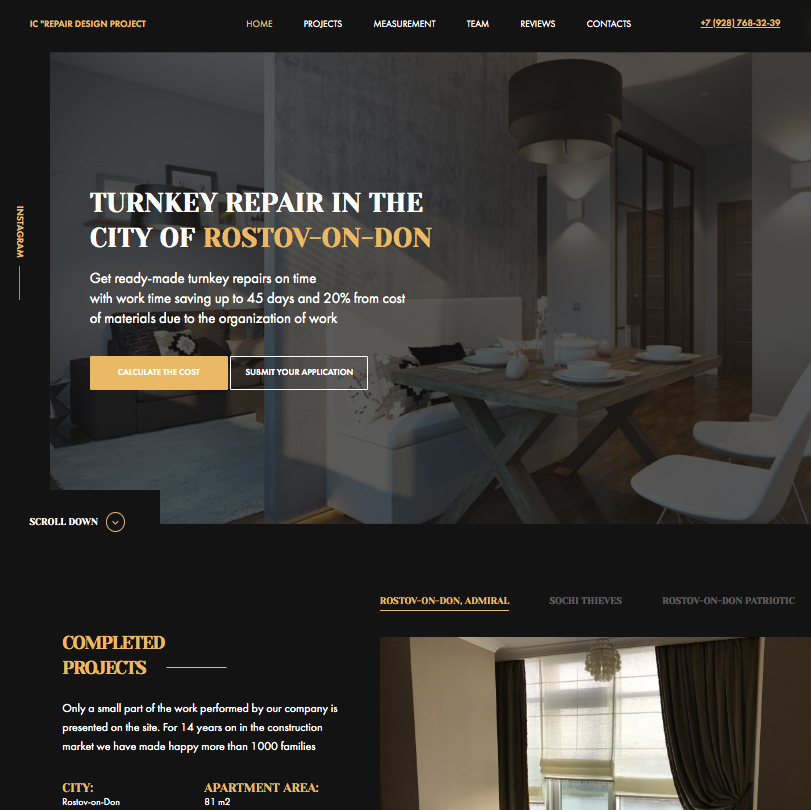 IC "REPAIR DESIGN PROJECT
HOME
PROJECTS
MEASUREMENT
TEAM
REVIEWS
CONTACTS
+7 (928) 768-32-39
INSTAGRAM
TURNKEY REPAIR IN THE
CITY OF ROSTOV-ON-DON
Get ready-made turnkey repairs on time
with work time saving up to 45 days and 20% from cost
of materials due to the organization of work
CALCULATE THE COST
SUBMIT YOUR APPLICATION
SCROLL DOWN
ROSTOV-ON-DON, ADMIRAL
SOCHI THIEVES
ROSTOV-ON-DON PATRIOTIC
COMPLETED
PROJECTS
Only a small part of the work performed by our company is
presented on the site. For 14 years on in the construction
market we have made happy more than 1000 families
CITY:
Rostov-on-Don
APARTMENT AREA:
81 m2